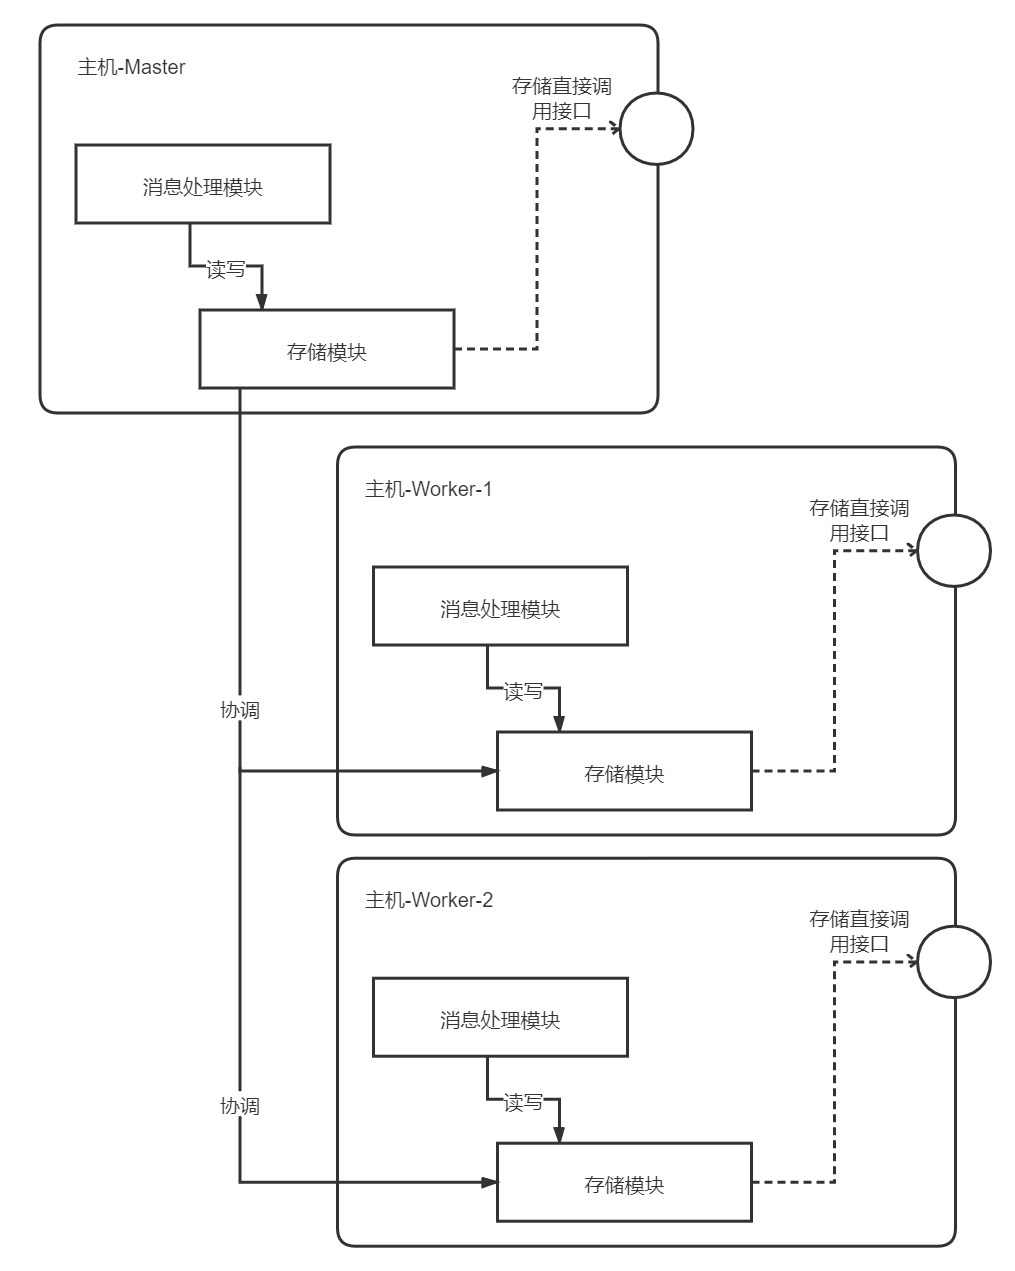 主机-Master
存储直接调
用接口
消息处理模块
读写
存储模块
主机-Worker-1
存储直接调
用接口
消息处理模块
读写
协调
存储模块
主机-Worker-2
存储直接调
用接口
消息处理模块
读写
协调
存储模块